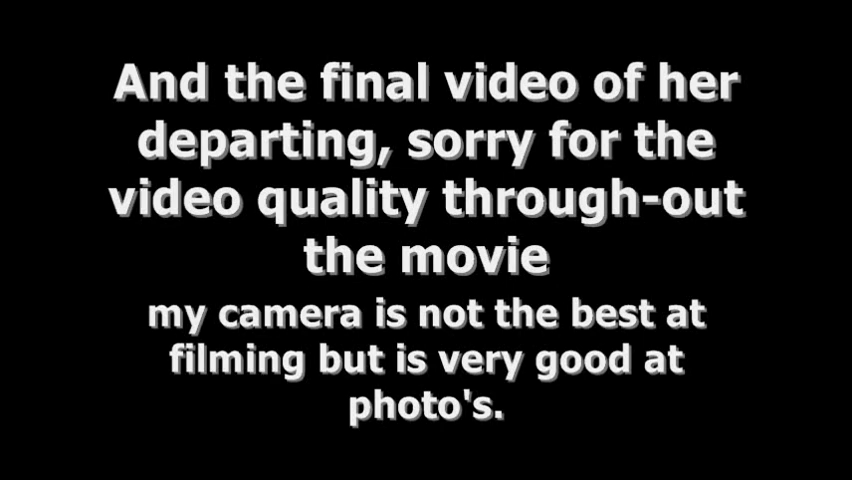 And the final video of her
departing, sorry for the
video quality through-out
the movie
my camera is not the best at
filming but is very good at
photo's.